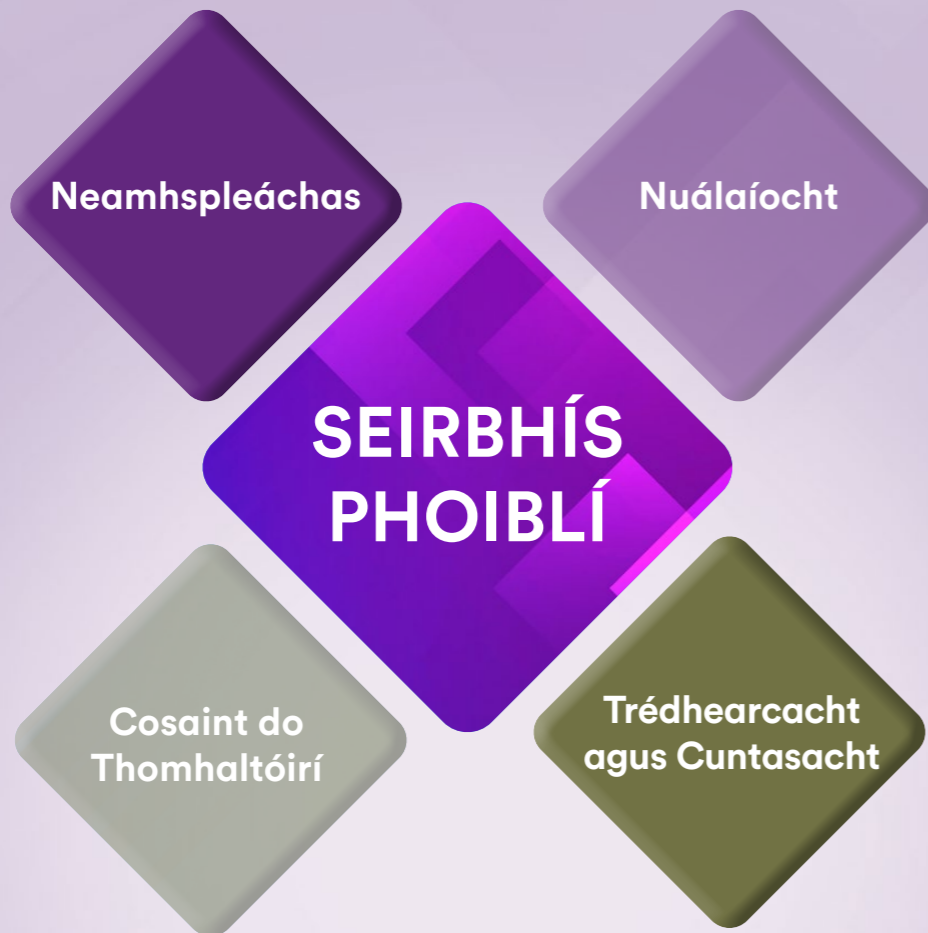 Neamhspleáchas
Nuálaíocht
SEIRBHÍS
PHOIBLÍ
Cosaint do
Thomhaltóirí
Trédhearcacht
agus Cuntasacht